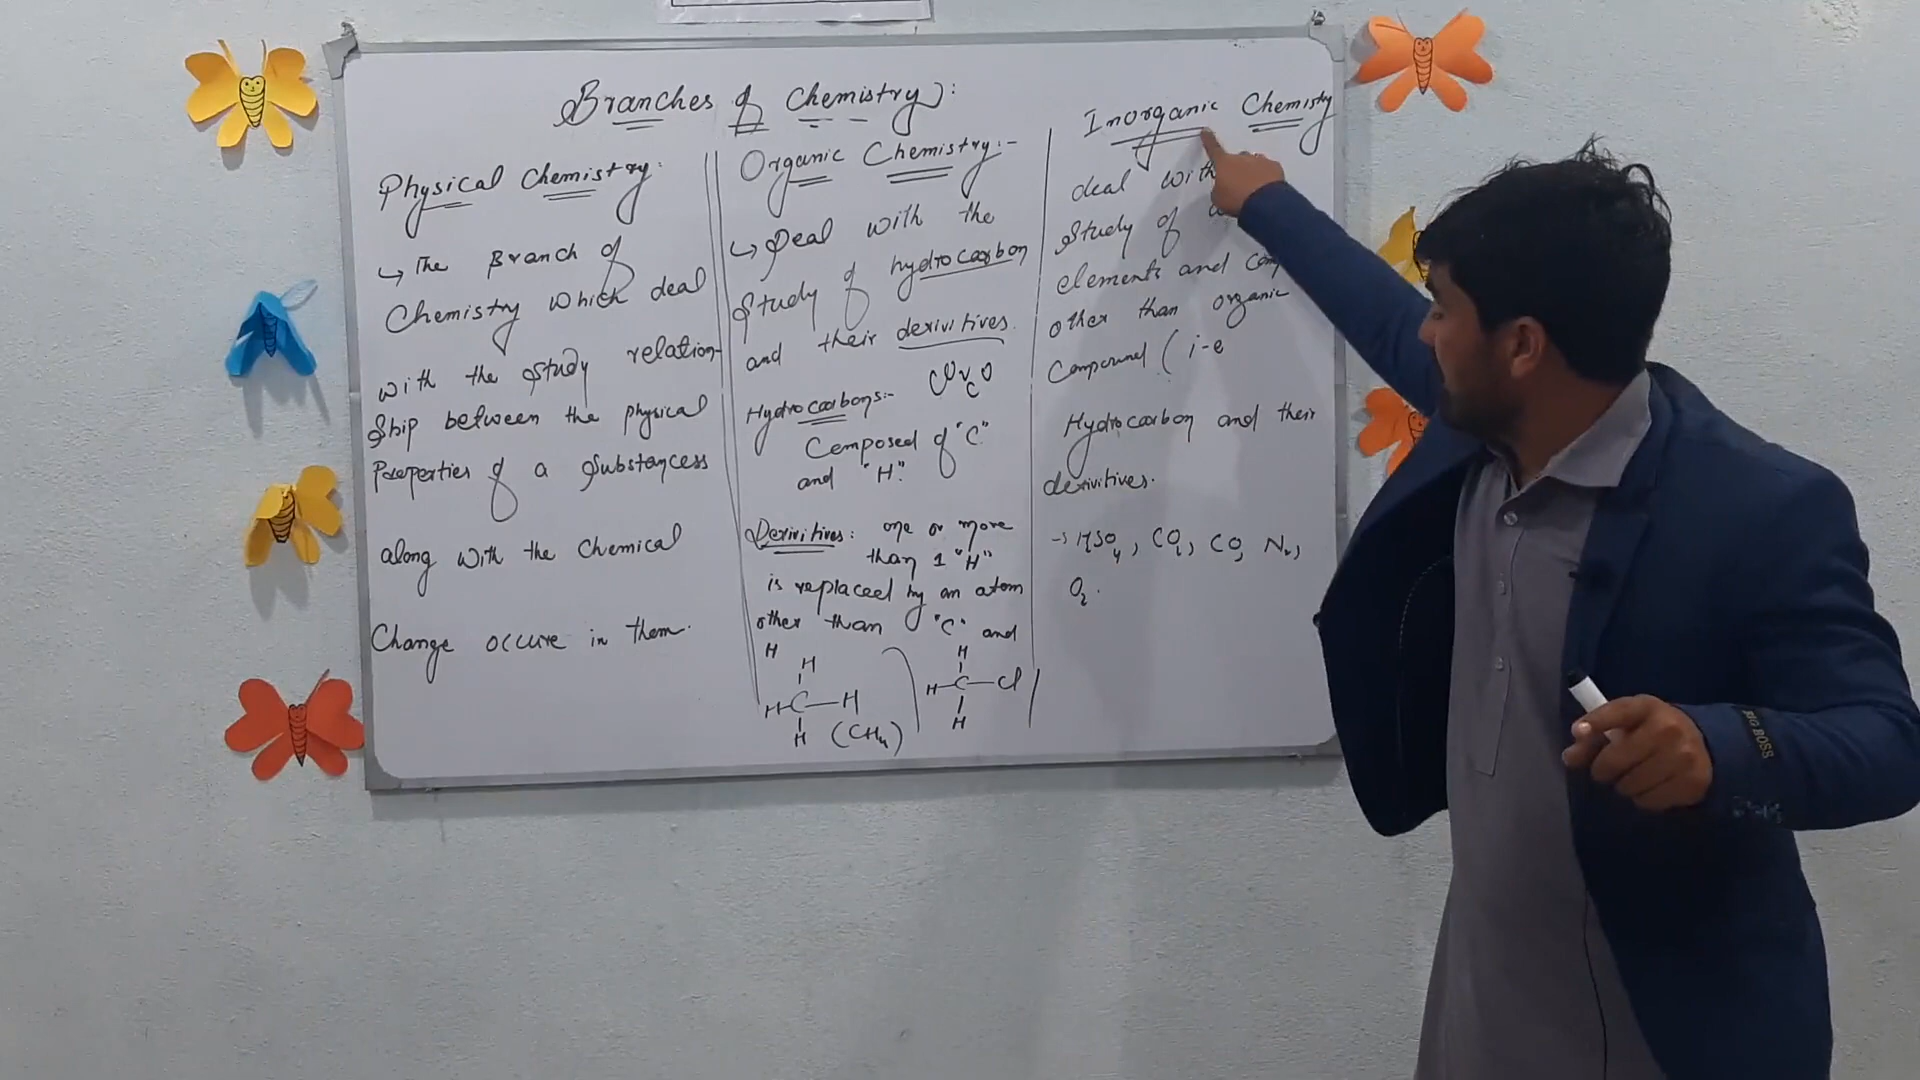 Branches of Chemistry:
Physical Chemistry:
↳ The Branch of
Chemistry which deal
with the study relation-
ship between the physical
Properties of a substancess
along with the chemical
Change occure in them.
Organic Chemistry:-
↳ Deal with the
study of hydrocarbon
and their derivitives.
Hydrocarbons:-
Composed of "C"
and "H".
Derivitives: one or more
than 1 "H"
is replaced by an atom
other than "C" and
H
H
H-C-H
H (CH4)
H
H-C-Cl
H
Inorganic Chemistry
deal with
study of
elements and
other than organic
Compound ( i-e
Hydrocarbon and their
derivitives.
→ HSO4, CO2, CO, N2,
O2.
BIG BOSS